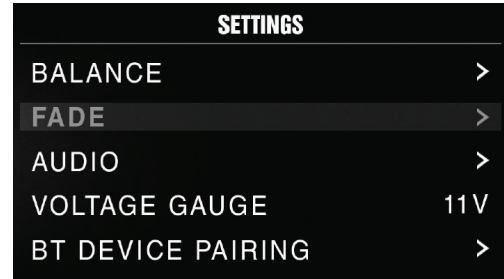 SETTINGS
BALANCE >
FADE >
AUDIO >
VOLTAGE GAUGE 11V
BT DEVICE PAIRING >